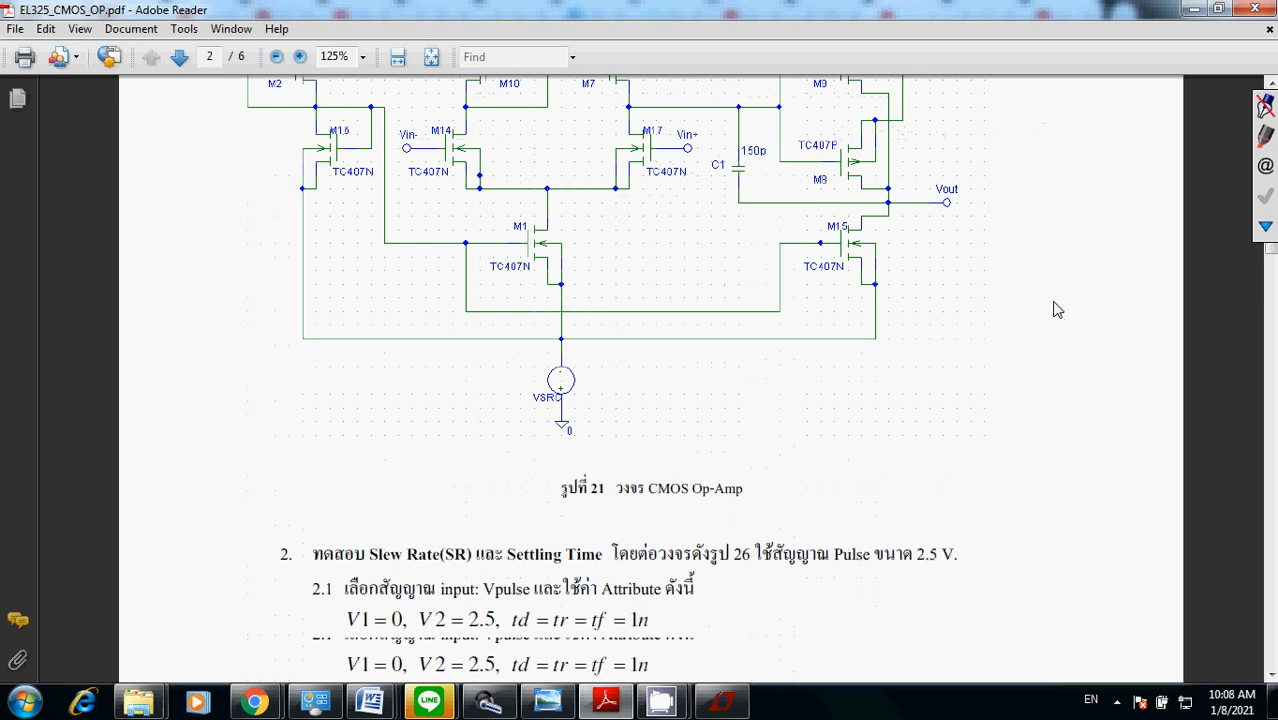 EL325_CMOS_OP.pdf - Adobe Reader
File Edit View Document Tools Window Help
2 / 6 125% Find
M2 M10 M7 M9
M16 Vin- M14 M17 Vin+ TC407P
150p
C1
TC407N TC407N TC407N M8
Vout
M1 M15
TC407N TC407N
-
+
VSRC
0
รูปที่ 21 วงจร CMOS Op-Amp
2. ทดสอบ Slew Rate(SR) และ Settling Time โดยต่อวงจรดังรูป 26 ใช้สัญญาณ Pulse ขนาด 2.5 V.
2.1 เลือกสัญญาณ input: Vpulse และใช้ค่า Attribute ดังนี้
V1 = 0, V2 = 2.5, td = tr = tf = 1n
V1 = 0, V2 = 2.5, td = tr = tf = 1n
LINE
EN
10:08 AM
1/8/2021